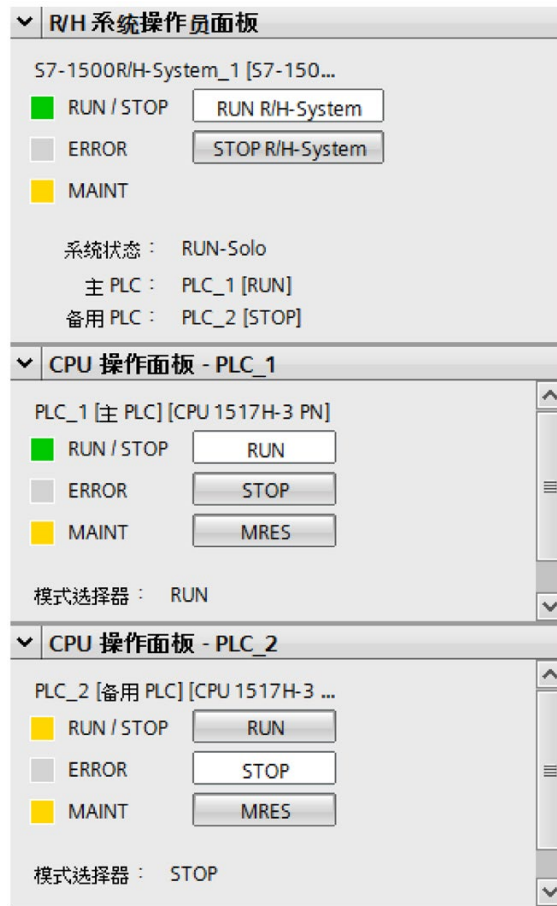 R/H 系统操作员面板
S7-1500R/H-System_1 [S7-150...
RUN / STOP RUN R/H-System
ERROR STOP R/H-System
MAINT
系统状态： RUN-Solo
主 PLC： PLC_1 [RUN]
备用 PLC： PLC_2 [STOP]
CPU 操作面板 - PLC_1
PLC_1 [主 PLC] [CPU 1517H-3 PN]
RUN / STOP RUN
ERROR STOP
MAINT MRES
模式选择器： RUN
CPU 操作面板 - PLC_2
PLC_2 [备用 PLC] [CPU 1517H-3 ...
RUN / STOP RUN
ERROR STOP
MAINT MRES
模式选择器： STOP